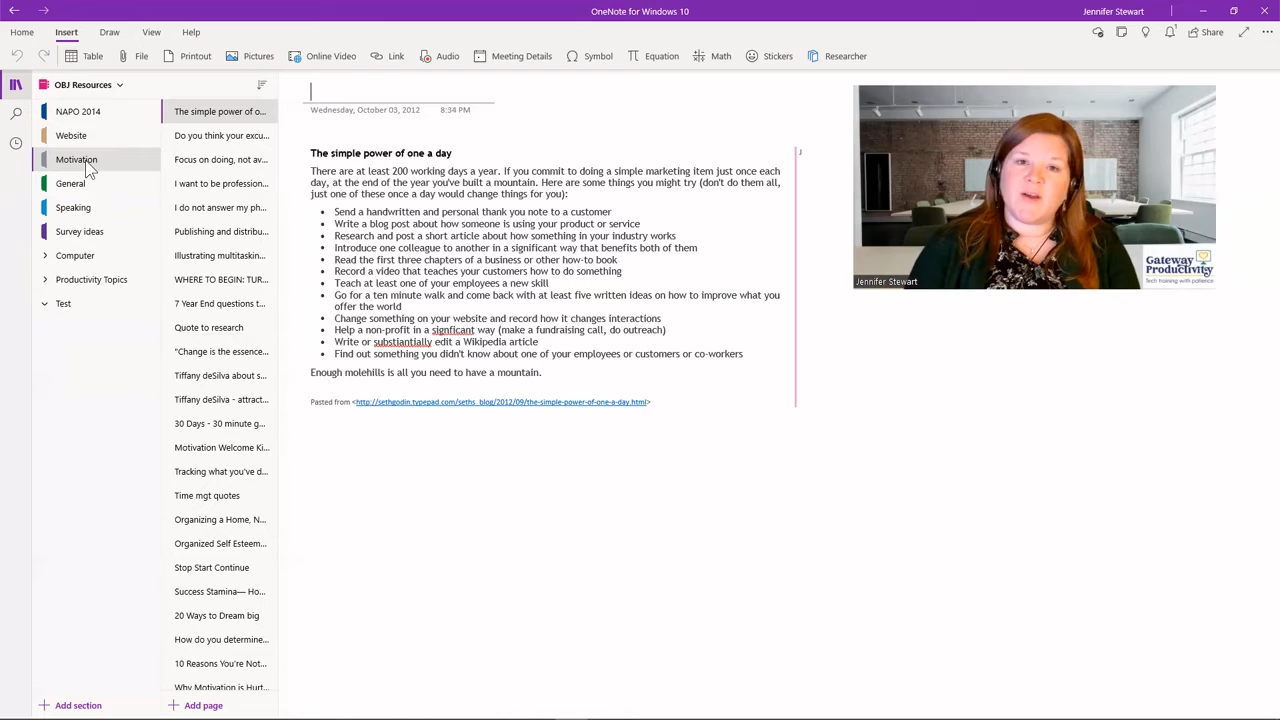 OneNote for Windows 10
Jennifer Stewart
Home Insert Draw View Help
Share
Table File Printout Pictures Online Video Link Audio Meeting Details Symbol Equation Math Stickers Researcher
OBJ Resources
NAPO 2014
Website
Motivation
General
Speaking
Survey ideas
Computer
Productivity Topics
Test
Add section
The simple power of o...
Do you think your excu...
Focus on doing, not av...
I want to be profession...
I do not answer my ph...
Publishing and distribu...
Illustrating multitaskin...
WHERE TO BEGIN: TUR...
7 Year End questions t...
Quote to research
"Change is the essence...
Tiffany deSilva about s...
Tiffany deSilva - attract...
30 Days - 30 minute g...
Motivation Welcome Ki...
Tracking what you've d...
Time mgt quotes
Organizing a Home, N...
Organized Self Esteem...
Stop Start Continue
Success Stamina— Ho...
20 Ways to Dream big
How do you determine...
10 Reasons You're Not...
Why Motivation is Hurt...
Add page
Wednesday, October 03, 2012 8:34 PM
The simple power of one a day
There are at least 200 working days a year. If you commit to doing a simple marketing item just once each
day, at the end of the year you've built a mountain. Here are some things you might try (don't do them all,
just one of these once a day would change things for you):
• Send a handwritten and personal thank you note to a customer
• Write a blog post about how someone is using your product or service
• Research and post a short article about how something in your industry works
• Introduce one colleague to another in a significant way that benefits both of them
• Read the first three chapters of a business or other how-to book
• Record a video that teaches your customers how to do something
• Teach at least one of your employees a new skill
• Go for a ten minute walk and come back with at least five written ideas on how to improve what you
offer the world
• Change something on your website and record how it changes interactions
• Help a non-profit in a signficant way (make a fundraising call, do outreach)
• Write or substiantially edit a Wikipedia article
• Find out something you didn't know about one of your employees or customers or co-workers
Enough molehills is all you need to have a mountain.
Pasted from <http://sethgodin.typepad.com/seths_blog/2012/09/the-simple-power-of-one-a-day.html>
Jennifer Stewart
Gateway
Productivity
Tech training with patience